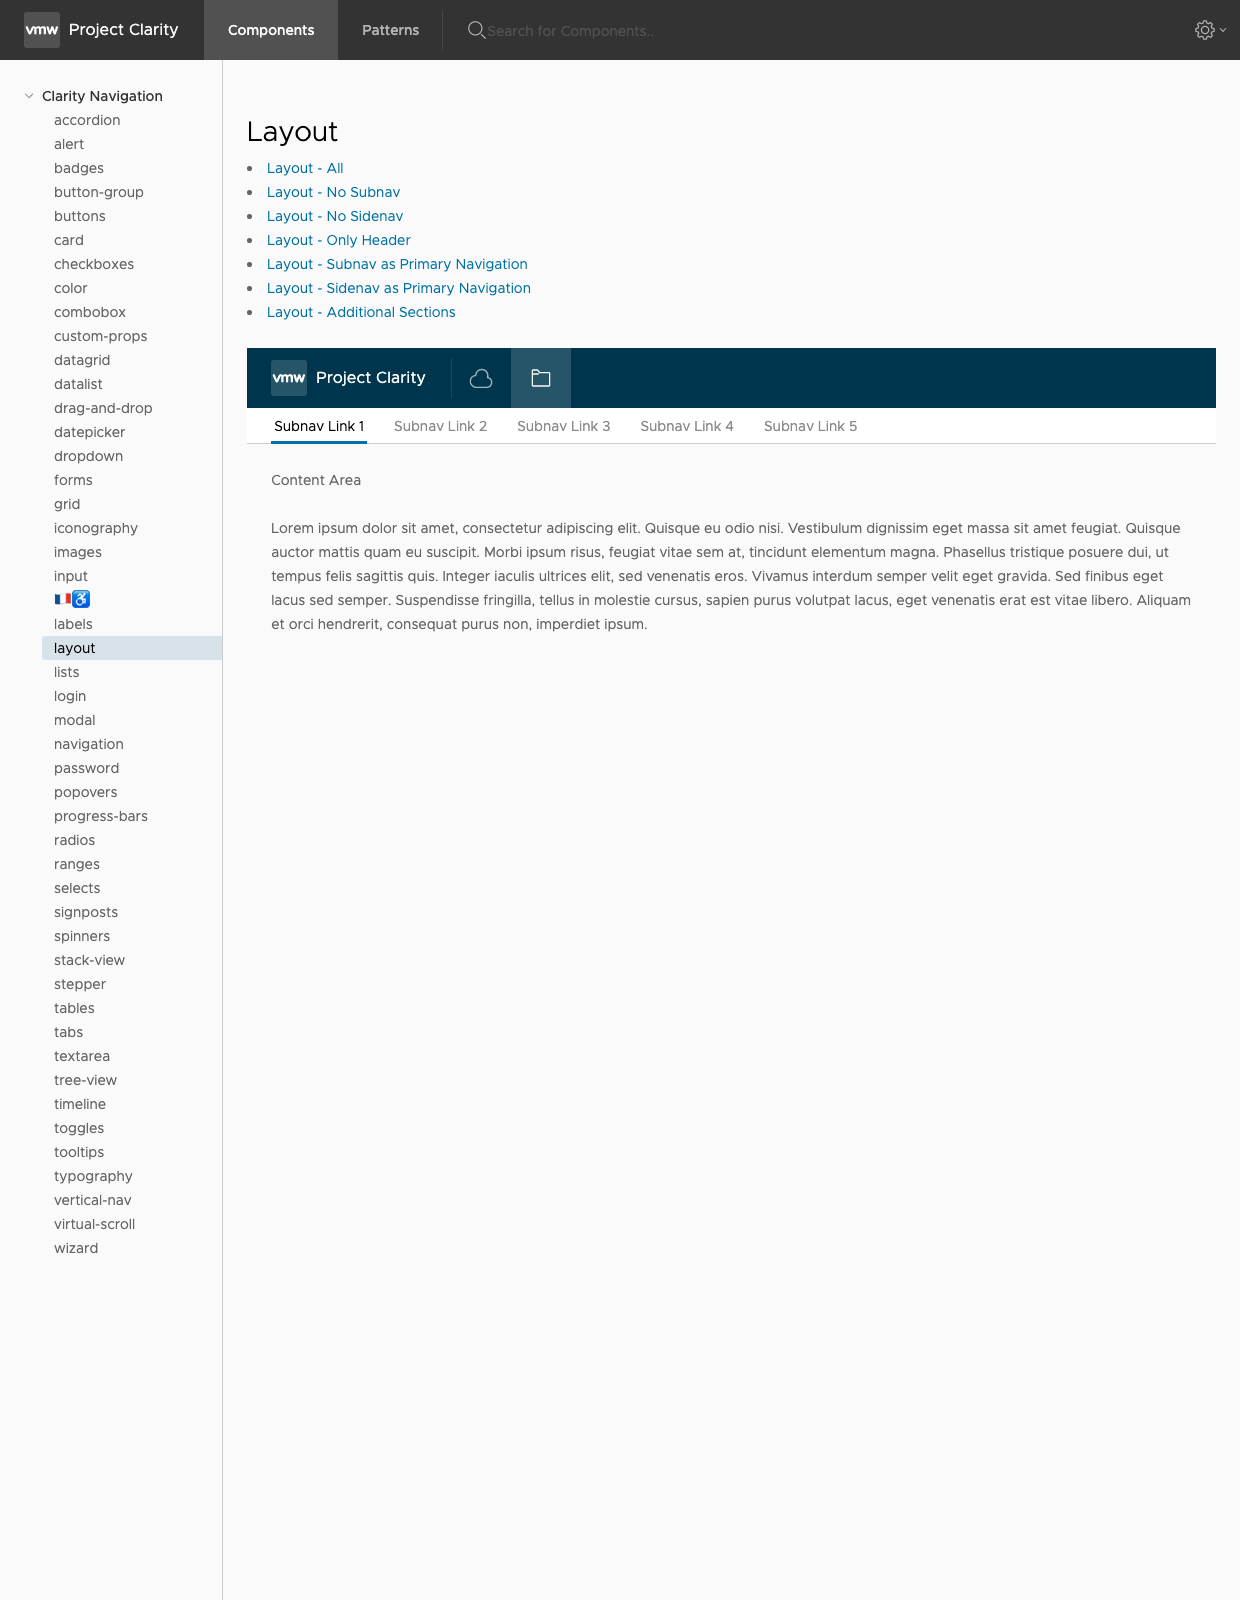 vmw Project Clarity Components Patterns Search for Components..
Clarity Navigation
accordion
alert
badges
button-group
buttons
card
checkboxes
color
combobox
custom-props
datagrid
datalist
drag-and-drop
datepicker
dropdown
forms
grid
iconography
images
input
🇫🇷♿
labels
layout
lists
login
modal
navigation
password
popovers
progress-bars
radios
ranges
selects
signposts
spinners
stack-view
stepper
tables
tabs
textarea
tree-view
timeline
toggles
tooltips
typography
vertical-nav
virtual-scroll
wizard
Layout
• Layout - All
• Layout - No Subnav
• Layout - No Sidenav
• Layout - Only Header
• Layout - Subnav as Primary Navigation
• Layout - Sidenav as Primary Navigation
• Layout - Additional Sections
vmw Project Clarity
Subnav Link 1 Subnav Link 2 Subnav Link 3 Subnav Link 4 Subnav Link 5
Content Area
Lorem ipsum dolor sit amet, consectetur adipiscing elit. Quisque eu odio nisi. Vestibulum dignissim eget massa sit amet feugiat. Quisque
auctor mattis quam eu suscipit. Morbi ipsum risus, feugiat vitae sem at, tincidunt elementum magna. Phasellus tristique posuere dui, ut
tempus felis sagittis quis. Integer iaculis ultrices elit, sed venenatis eros. Vivamus interdum semper velit eget gravida. Sed finibus eget
lacus sed semper. Suspendisse fringilla, tellus in molestie cursus, sapien purus volutpat lacus, eget venenatis erat est vitae libero. Aliquam
et orci hendrerit, consequat purus non, imperdiet ipsum.